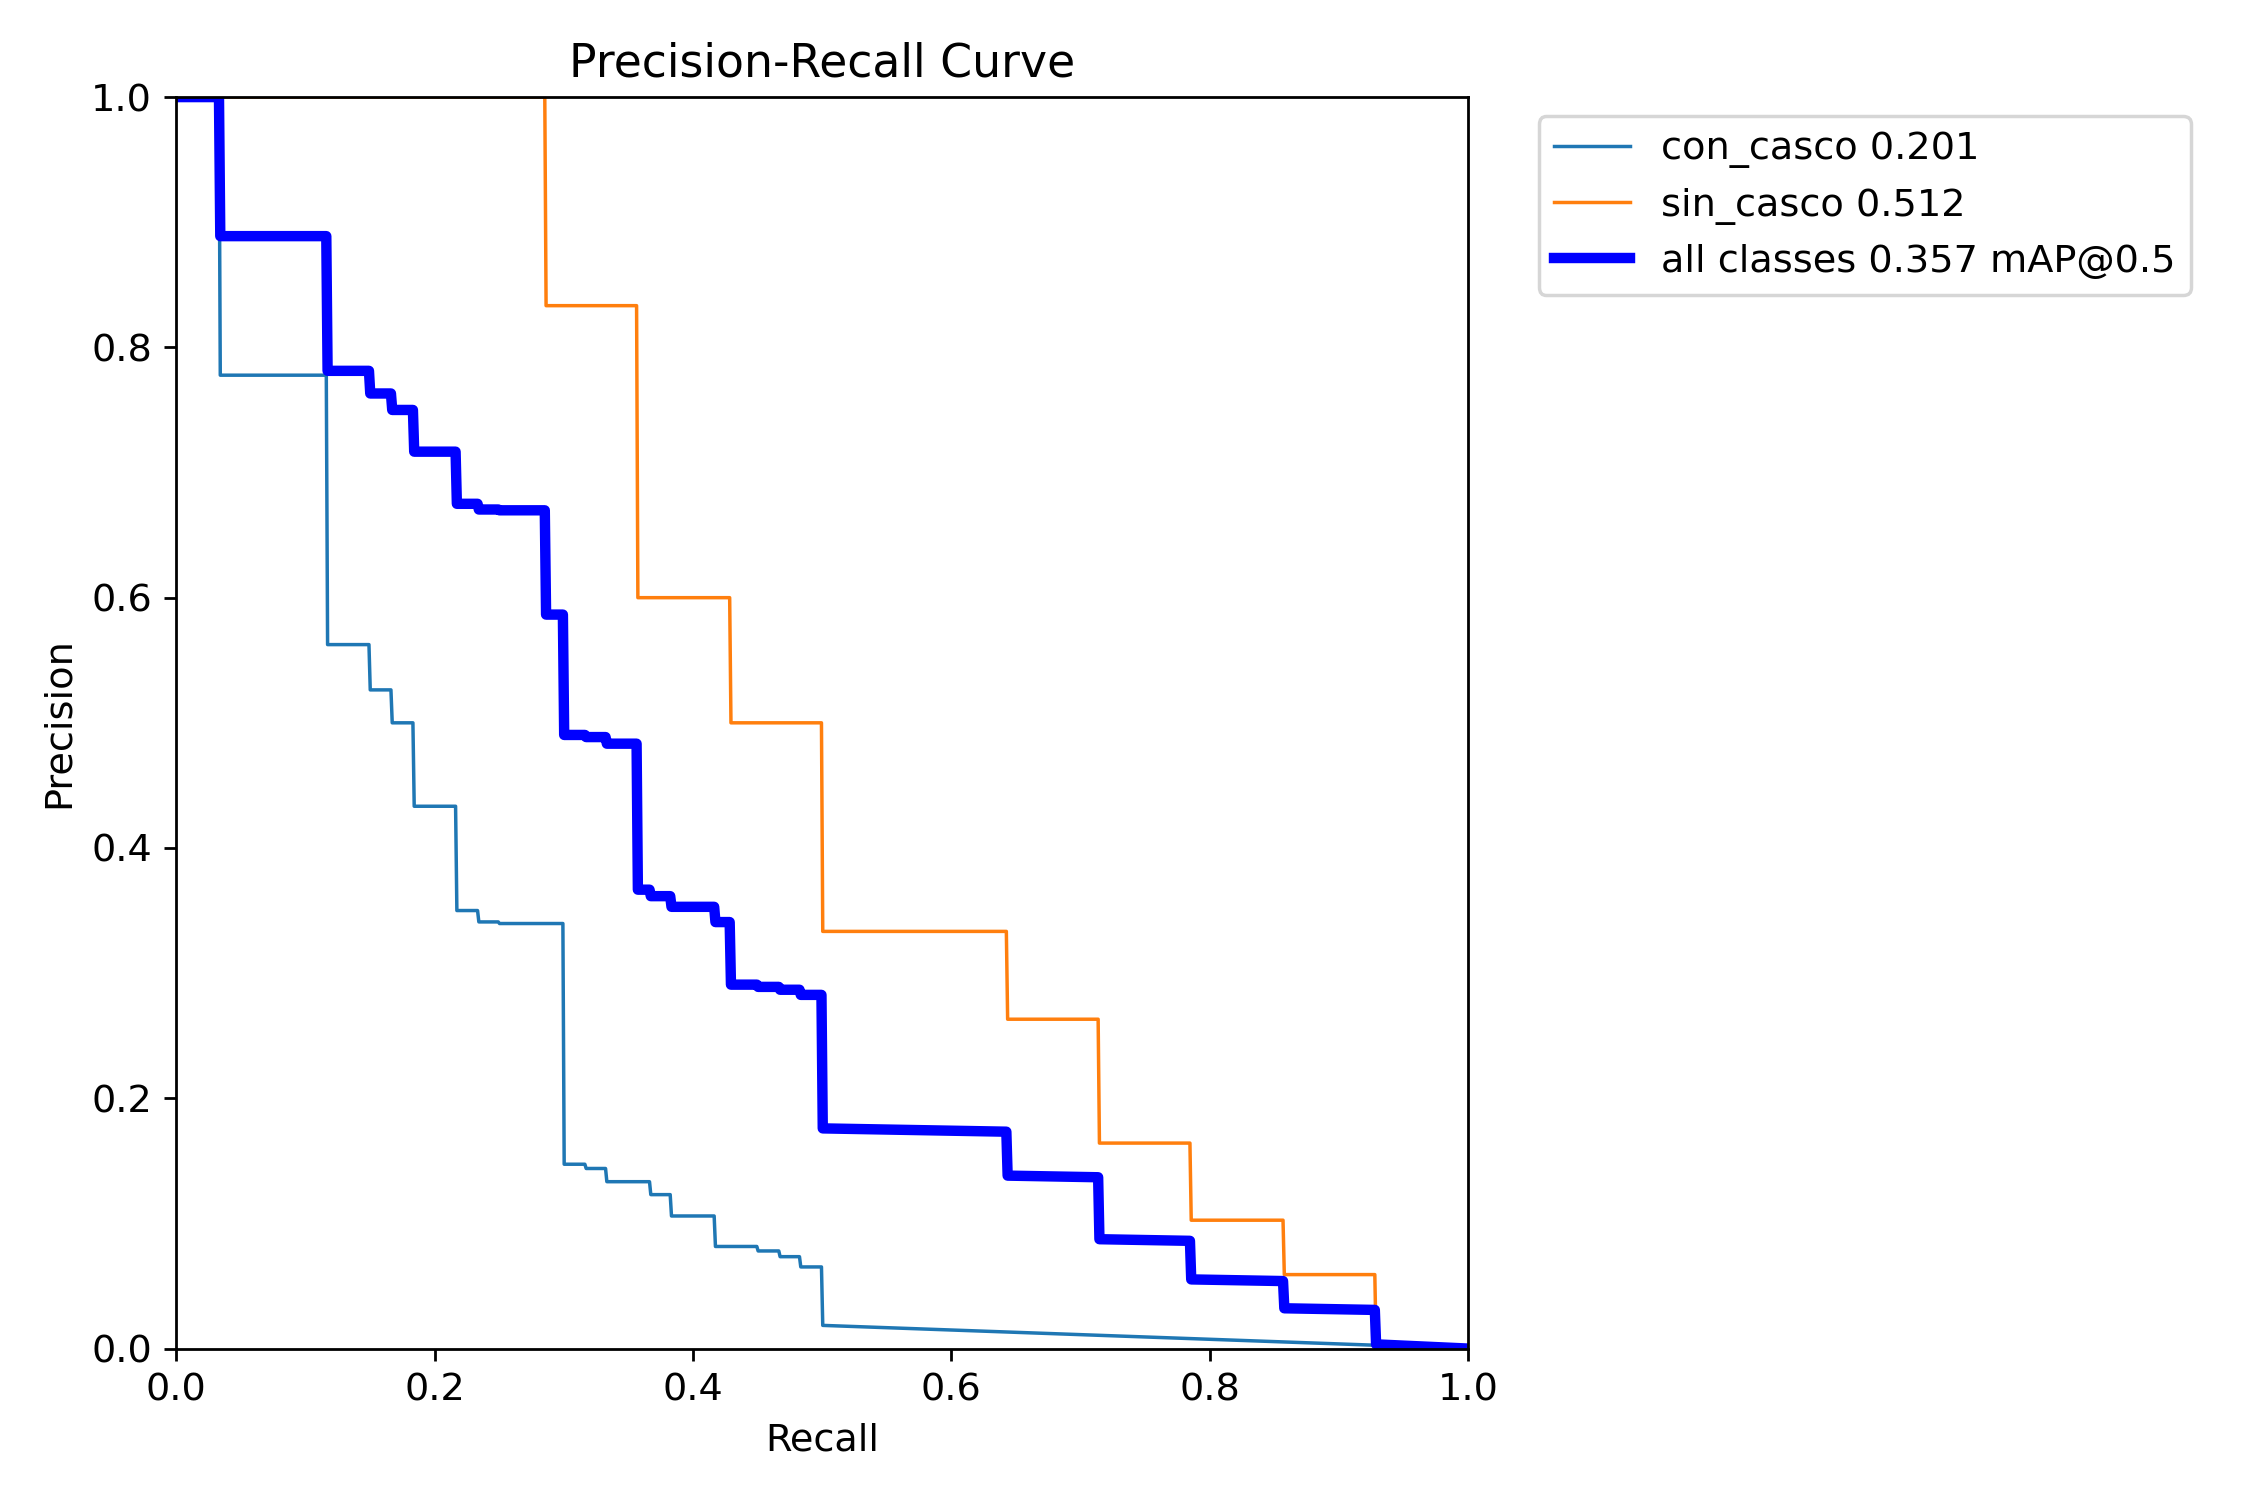 Precision-Recall Curve
con_casco 0.201
sin_casco 0.512
all classes 0.357 mAP@0.5
Precision
1.0
0.8
0.6
0.4
0.2
0.0
0.0 0.2 0.4 0.6 0.8 1.0
Recall